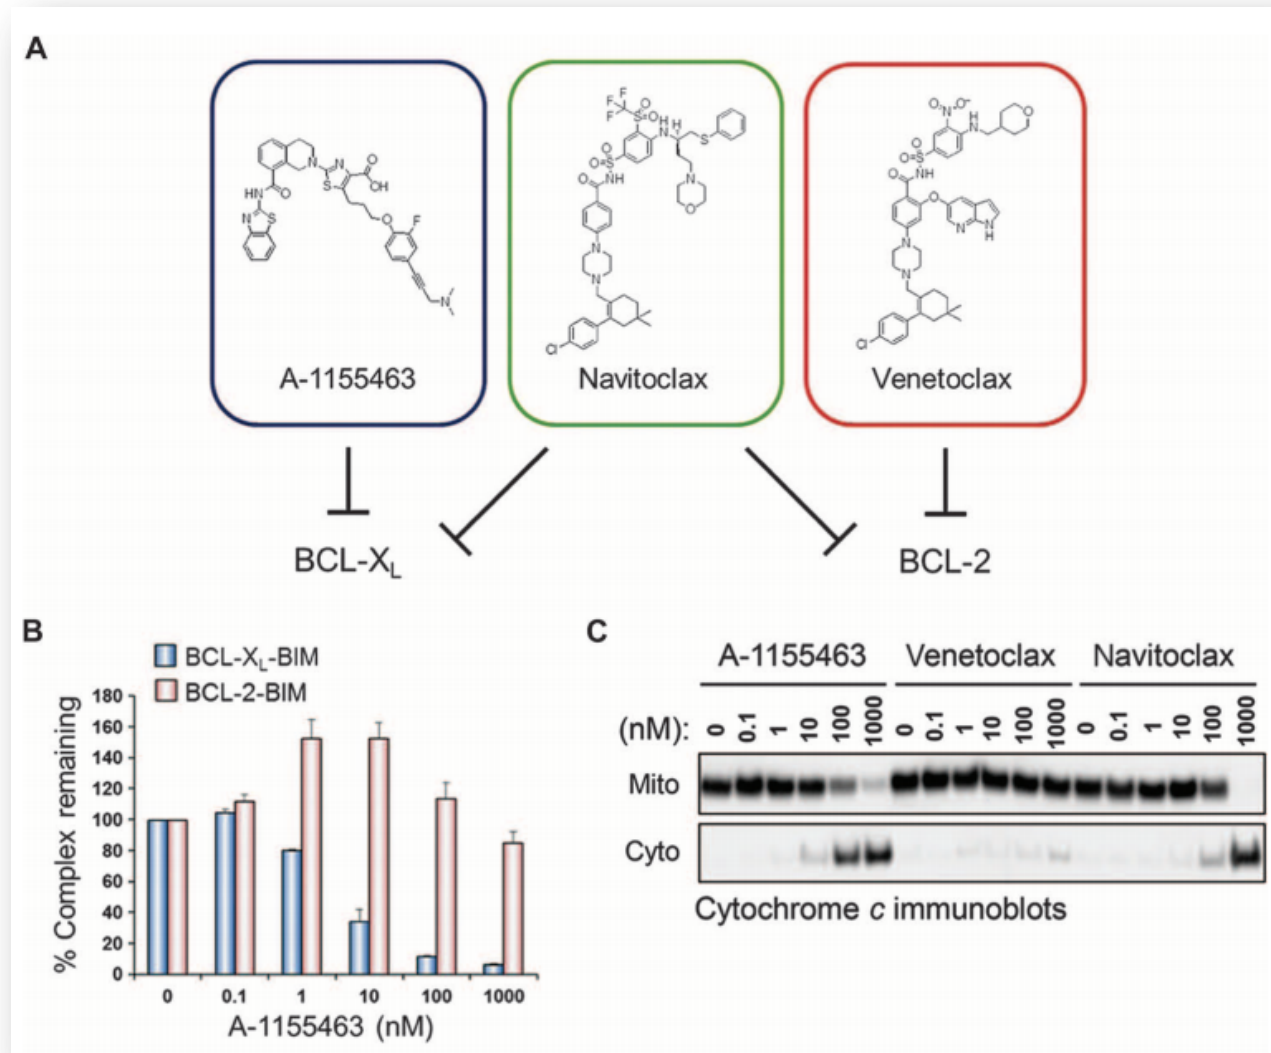 A
A-1155463
Navitoclax
Venetoclax
BCL-XL
BCL-2
B
BCL-XL-BIM
BCL-2-BIM
% Complex remaining
180
160
140
120
100
80
60
40
20
0
0 0.1 1 10 100 1000
A-1155463 (nM)
C
A-1155463 Venetoclax Navitoclax
(nM): 0 0.1 1 10 100 1000 0 0.1 1 10 100 1000 0 0.1 1 10 100 1000
Mito
Cyto
Cytochrome c immunoblots